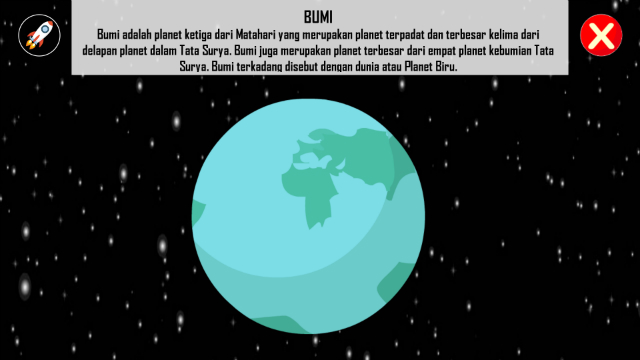 BUMI
Bumi adalah planet ketiga dari Matahari yang merupakan planet terpadat dan terbesar kelima dari
delapan planet dalam Tata Surya. Bumi juga merupakan planet terbesar dari empat planet kebumian Tata
Surya. Bumi terkadang disebut dengan dunia atau Planet Biru.